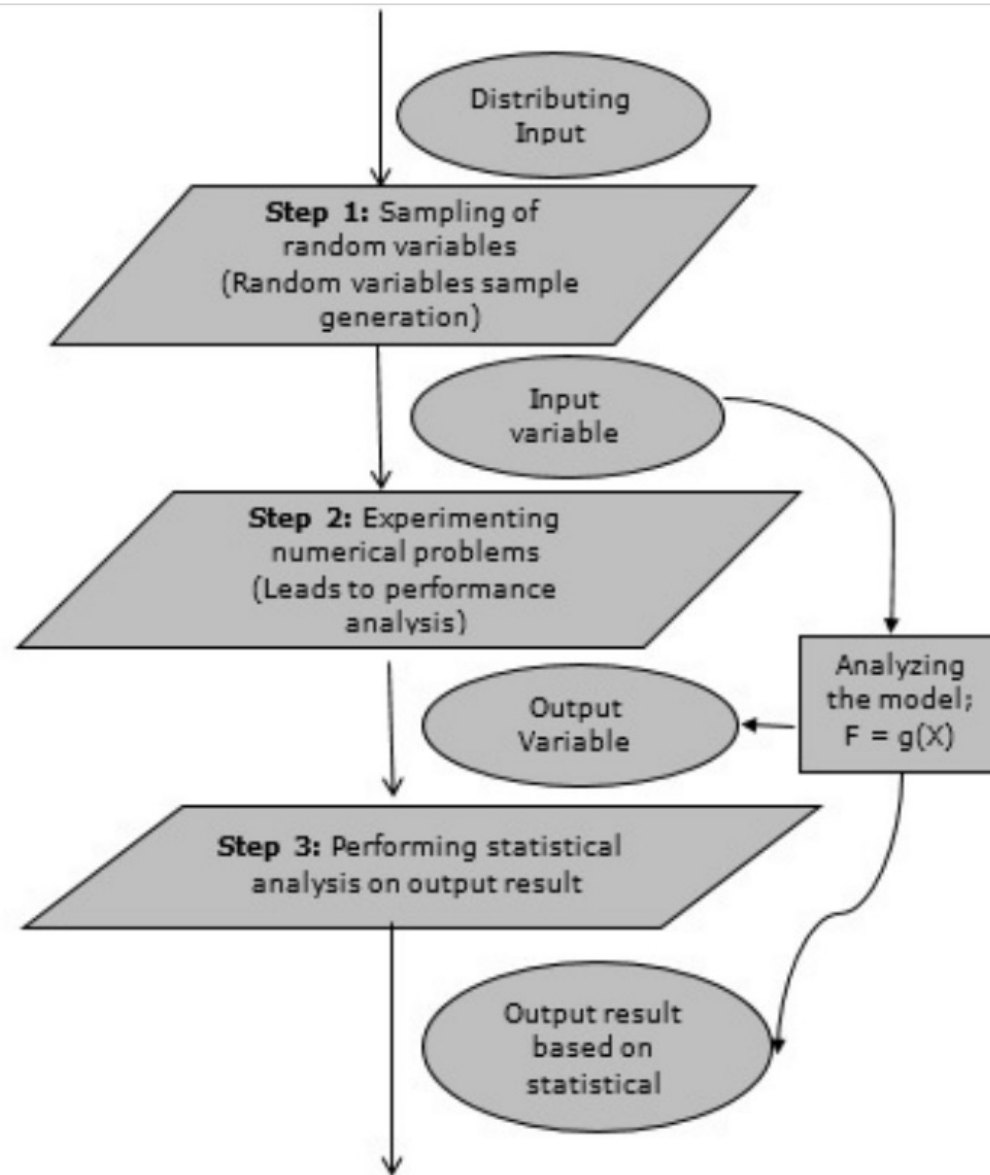 Distributing
Input
Step 1: Sampling of
random variables
(Random variables sample
generation)
Input
variable
Step 2: Experimenting
numerical problems
(Leads to performance
analysis)
Analyzing
the model;
F = g(X)
Output
Variable
Step 3: Performing statistical
analysis on output result
Output result
based on
statistical